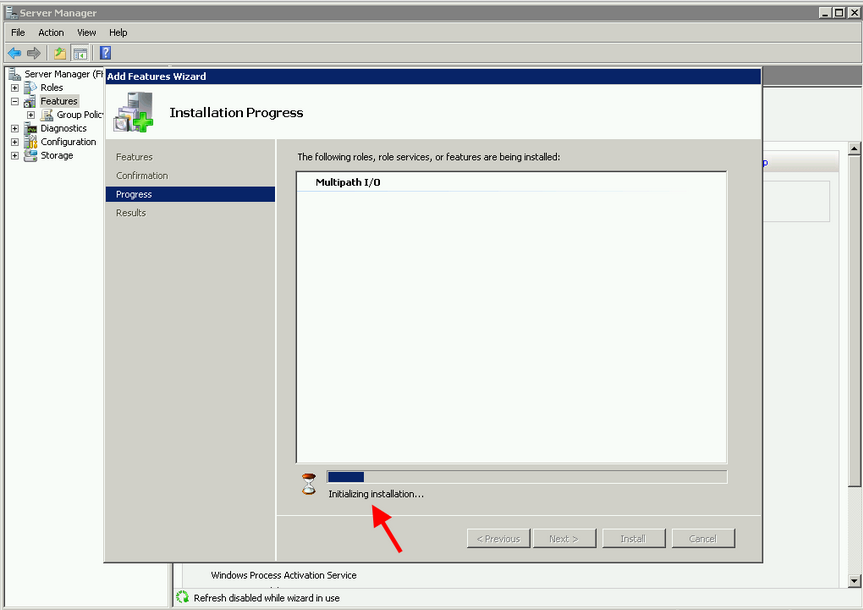 Server Manager
File Action View Help
Server Manager (F
Roles
Features
Group Polic
Diagnostics
Configuration
Storage
Add Features Wizard
Installation Progress
Features
Confirmation
Progress
Results
The following roles, role services, or features are being installed:
Multipath I/O
Initializing installation...
< Previous Next > Install Cancel
p
Windows Process Activation Service
Refresh disabled while wizard in use